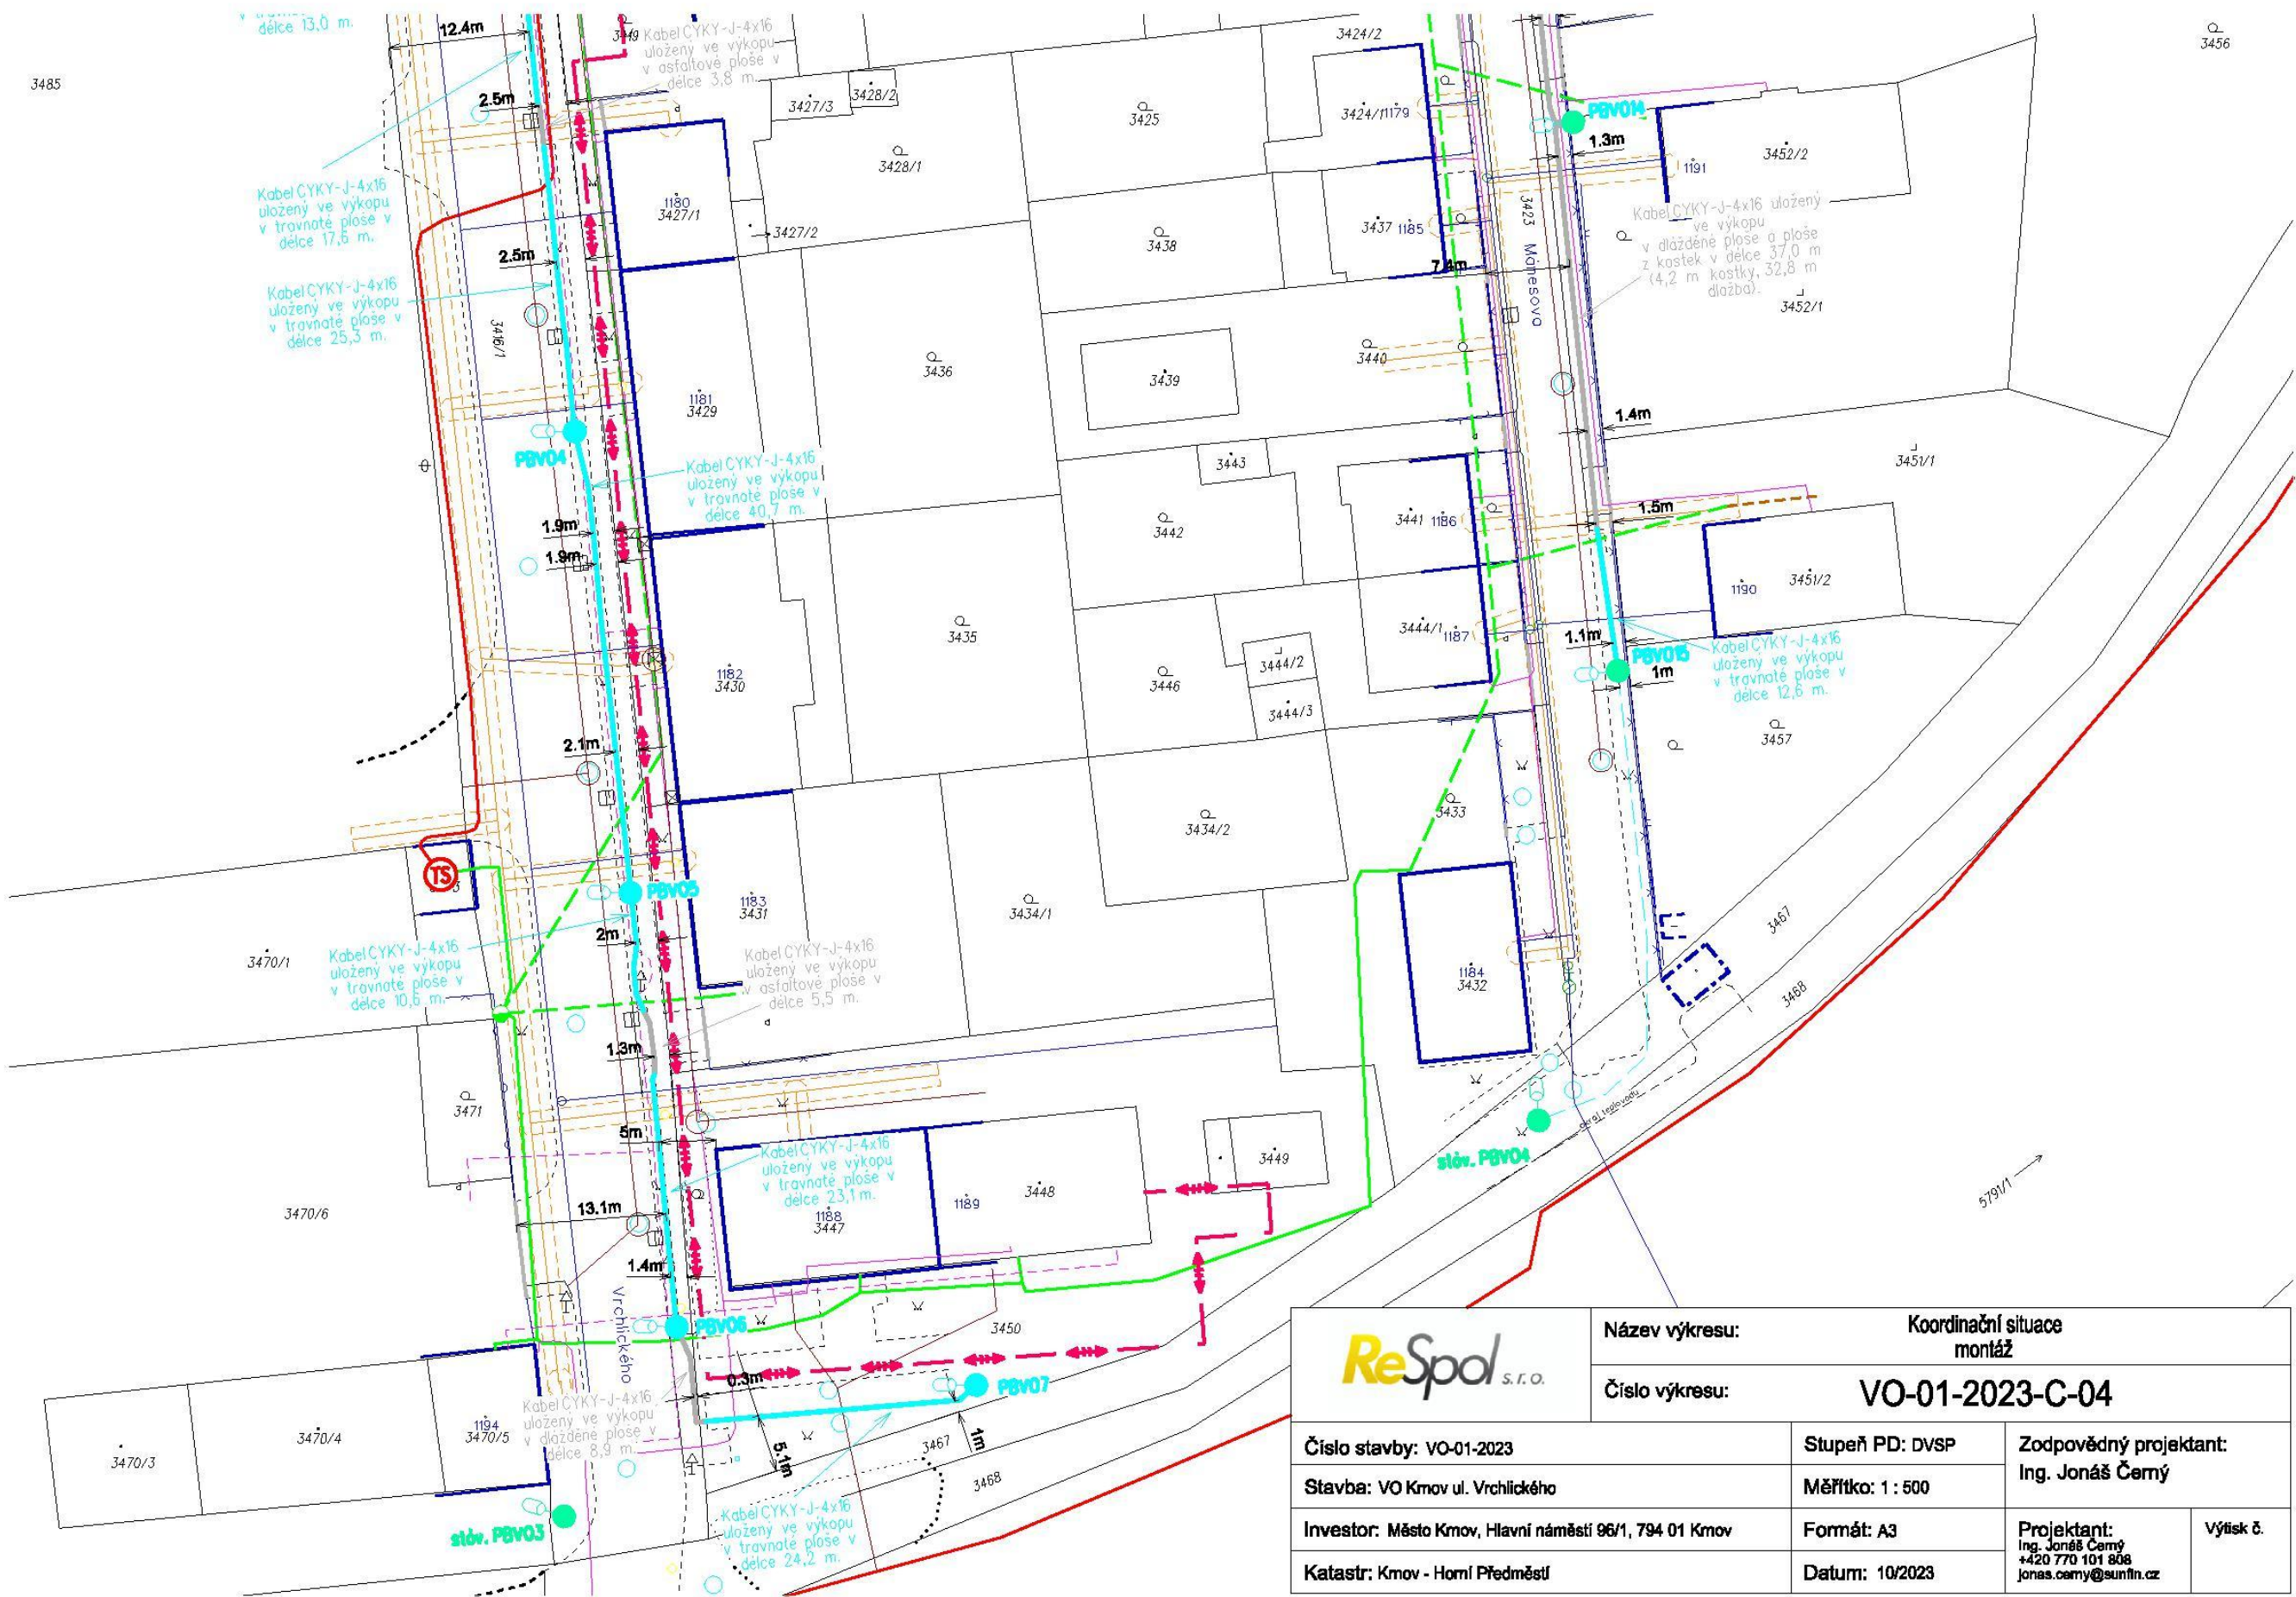 délce 13,0 m.
12.4m
Kabel CYKY-J-4x16
uložený ve výkopu
v asfaltové ploše v
délce 3,8 m.
3485
2.5m
3427/3
3428/2
3424/2
3456
3425
3428/1
3424/1
1179
PBV014
1.3m
3452/2
1191
Kabel CYKY-J-4x16
uložený ve výkopu
v travnaté ploše v
délce 17,6 m.
1180
3427/1
3427/2
2.5m
3438
3437
1185
7.4m
3423
Mánesova
Kabel CYKY-J-4x16 uložený
ve výkopu
v dlážděné ploše a ploše
z kostek v délce 37,0 m
(4,2 m kostky, 32,8 m
dlažba).
3452/1
Kabel CYKY-J-4x16
uložený ve výkopu
v travnaté ploše v
délce 25,3 m.
3416/1
3436
3439
3440
1181
3429
1.4m
PBV04
Kabel CYKY-J-4x16
uložený ve výkopu
v travnaté ploše v
délce 40,7 m.
3443
3451/1
1.9m
1.9m
3442
3441
1186
1.5m
1190
3451/2
3435
3444/1
1187
1.1m
PBV015
1m
Kabel CYKY-J-4x16
uložený ve výkopu
v travnaté ploše v
délce 12,6 m.
1182
3430
3446
3444/2
3444/3
3457
2.1m
3433
3434/2
TS
PBV05
1183
3431
3434/1
2m
3470/1
Kabel CYKY-J-4x16
uložený ve výkopu
v travnaté ploše v
délce 10,6 m.
Kabel CYKY-J-4x16
uložený ve výkopu
v asfaltové ploše v
délce 5,5 m.
1184
3432
3467
3468
1.3m
3471
5m
Kabel CYKY-J-4x16
uložený ve výkopu
v travnaté ploše v
délce 23,1 m.
stáv. PBV04
3449
3448
1189
1188
3447
5791/1
3470/6
13.1m
1.4m
Vrchlického
PBV06
3450
0.3m
PBV07
Kabel CYKY-J-4x16
uložený ve výkopu
v dlážděné ploše v
délce 8,9 m.
1194
3470/5
3470/4
3470/3
5.1m
1m
3467
3468
stáv. PBV03
Kabel CYKY-J-4x16
uložený ve výkopu
v travnaté ploše v
délce 24,2 m.
ReSpol s.r.o.
Název výkresu:
Koordinační situace
montáž
Číslo výkresu:
VO-01-2023-C-04
Číslo stavby: VO-01-2023
Stupeň PD: DVSP
Zodpovědný projektant:
Ing. Jonáš Černý
Stavba: VO Krnov ul. Vrchlického
Měřítko: 1 : 500
Investor: Město Krnov, Hlavní náměstí 96/1, 794 01 Krnov
Formát: A3
Projektant:
Ing. Jonáš Černý
+420 770 101 808
jonas.cerny@sunfin.cz
Výtisk č.
Katastr: Krnov - Horní Předměstí
Datum: 10/2023